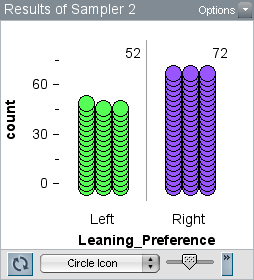 Results of Sampler 2 Options
52 72
60
30
0
count
Left Right
Leaning_Preference
Circle Icon
»